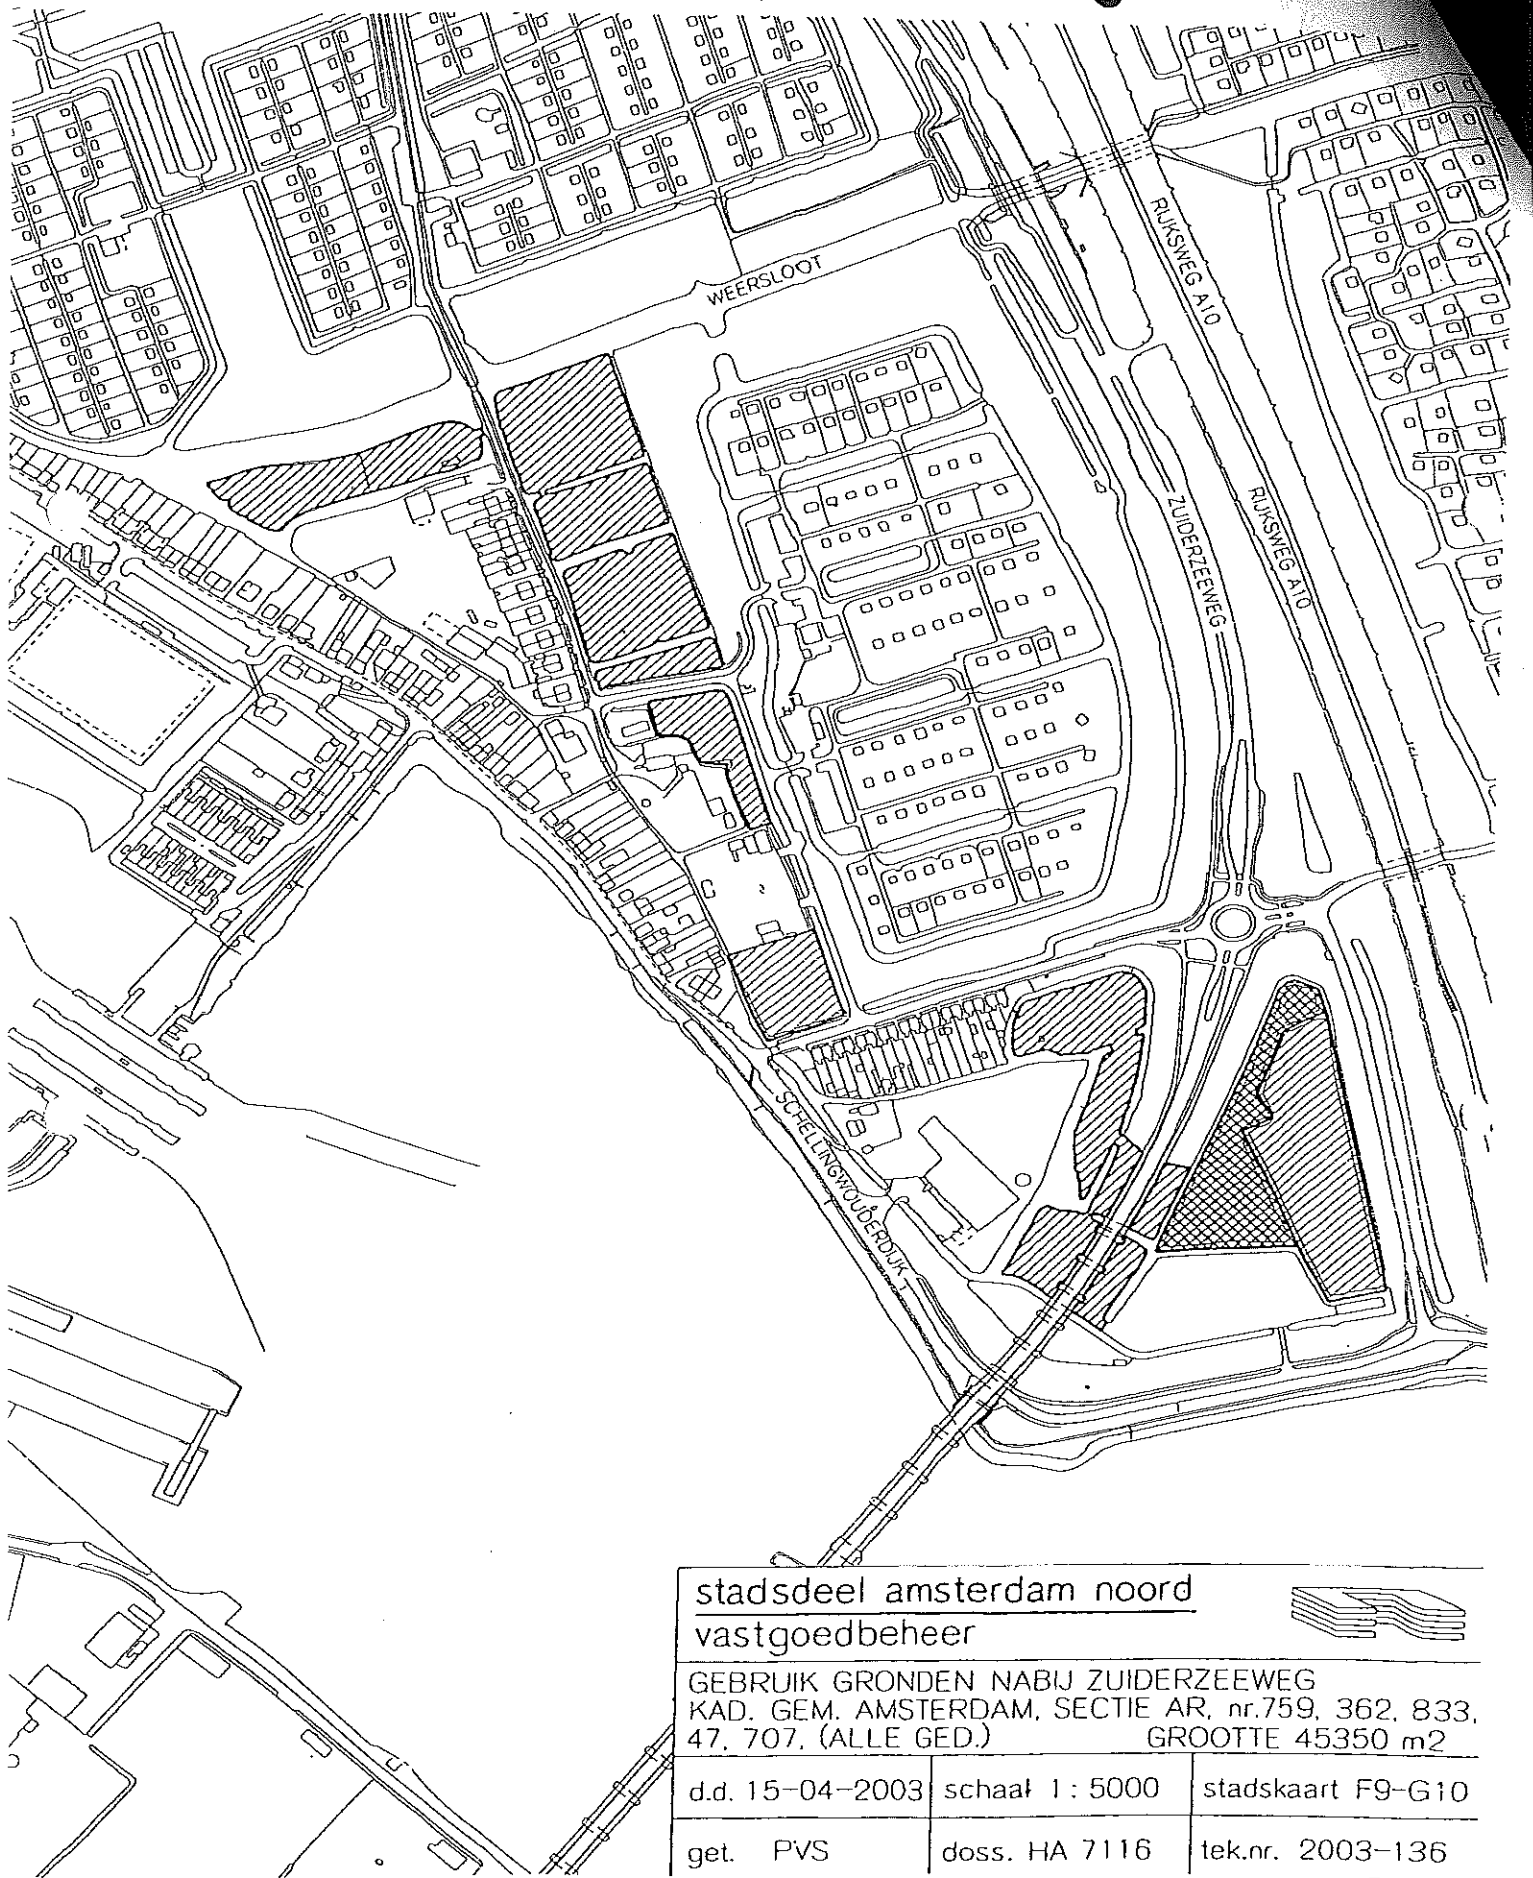 WEERSLOOT
RIJKSWEG A10
ZUIDERZEEWEG
RIJKSWEG A10
SCHELLINGWOUDERDIJK
stadsdeel amsterdam noord
vastgoedbeheer
GEBRUIK GRONDEN NABIJ ZUIDERZEEWEG
KAD. GEM. AMSTERDAM, SECTIE AR, nr.759, 362, 833,
47, 707, (ALLE GED.) GROOTTE 45350 m2
d.d. 15-04-2003 schaal 1 : 5000 stadskaart F9-G10
get. PVS doss. HA 7116 tek.nr. 2003-136